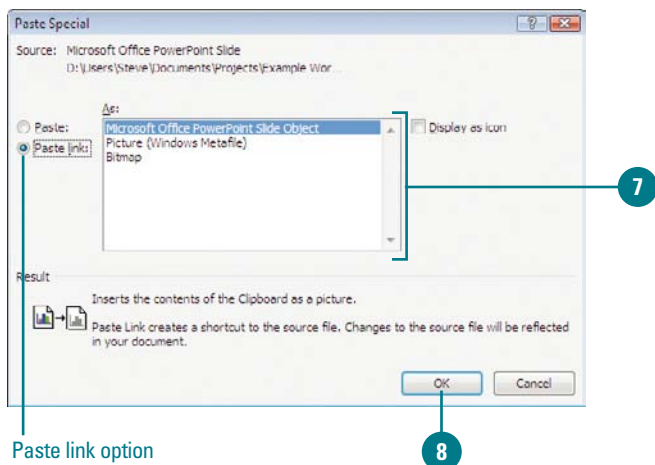 Paste Special
Source: Microsoft Office PowerPoint Slide
D:\Users\Steve\Documents\Projects\Example Wor...
As:
Paste:
Paste link:
Microsoft Office PowerPoint Slide Object
Picture (Windows Metafile)
Bitmap
Display as icon
7
Result
Inserts the contents of the Clipboard as a picture.
Paste Link creates a shortcut to the source file. Changes to the source file will be reflected
in your document.
OK
Cancel
Paste link option
8